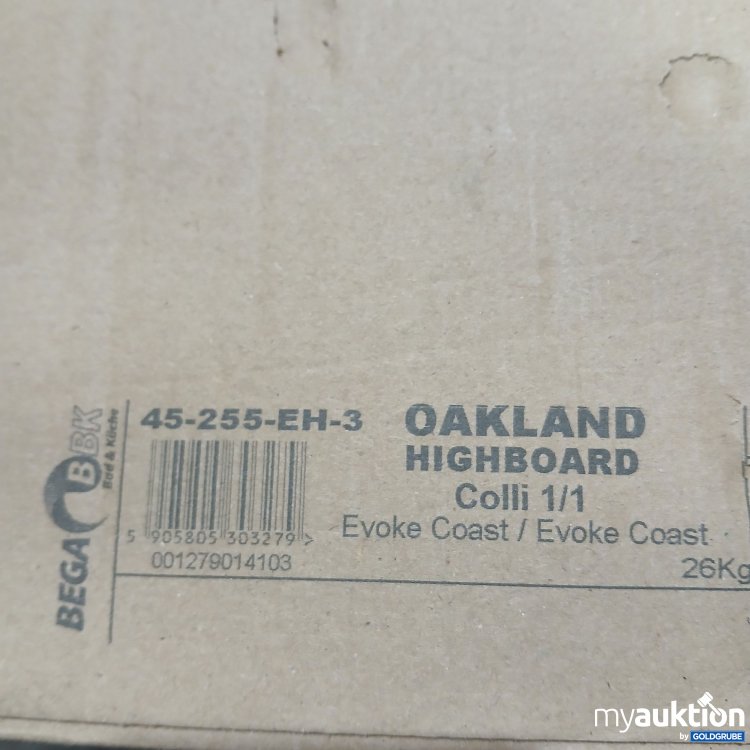 45-255-EH-3
OAKLAND
HIGHBOARD
Colli 1/1
Evoke Coast / Evoke Coast
26Kg
5 905805 303279 >
001279014103
BEGA BBK
Bad & Küche
myauktion
by GOLDGRUBE